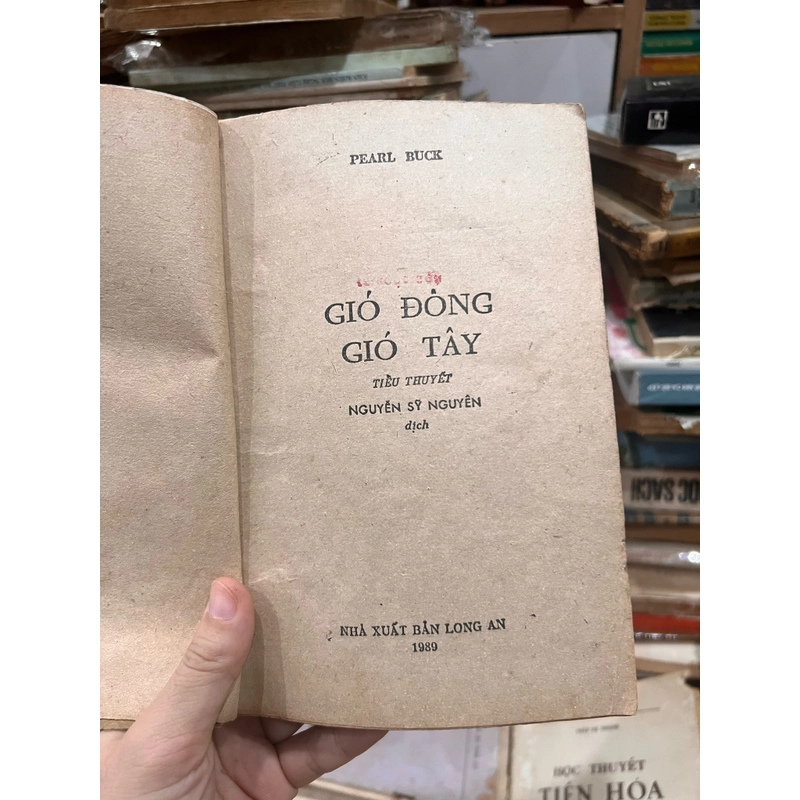 PEARL BUCK
GIÓ ĐÔNG
GIÓ TÂY
TIỂU THUYẾT
NGUYỄN SỸ NGUYÊN
dịch
NHÀ XUẤT BẢN LONG AN
1989
HỌC THUYẾT
TIẾN HÓA